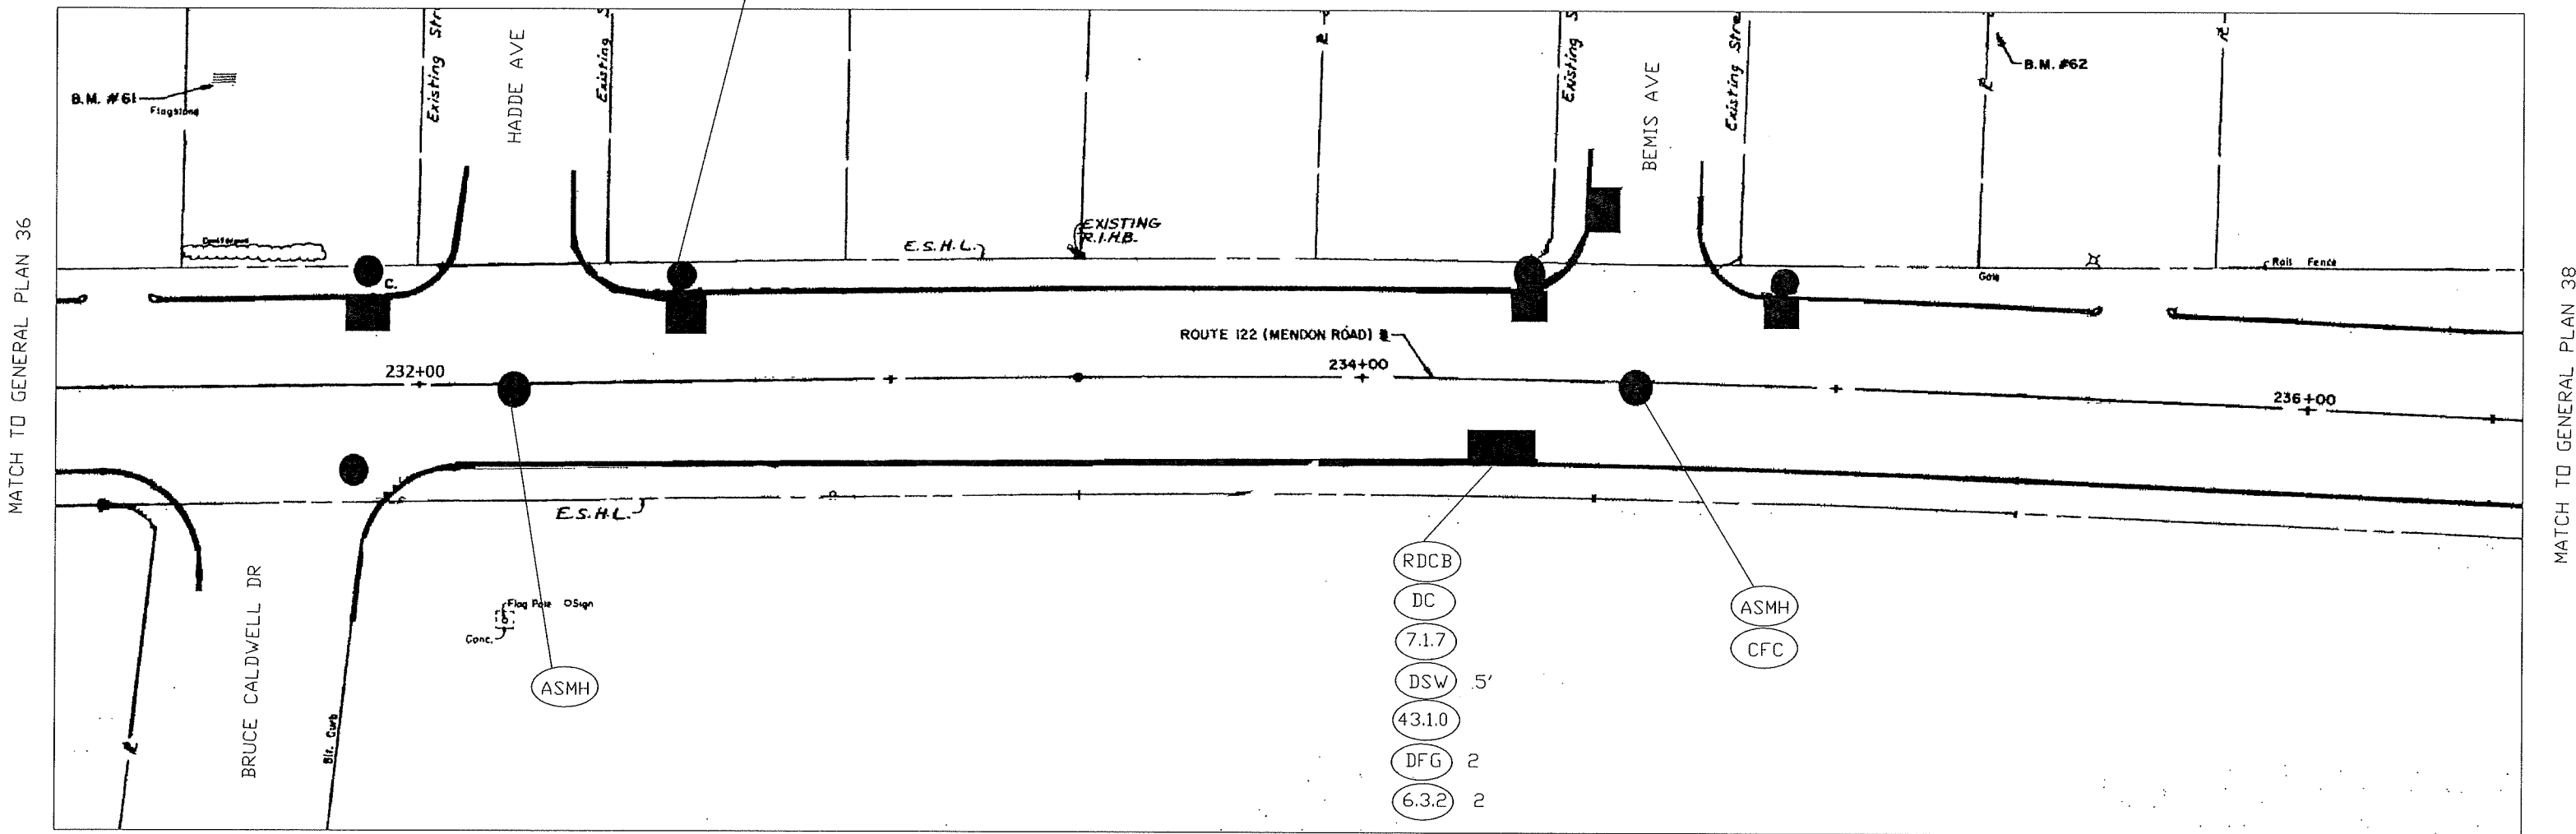 MATCH TO GENERAL PLAN 36
B.M. #61
Flagstone
Existing Str
HADDE AVE
Existing S
Existing S
BEMIS AVE
Existing Stre
B.M. #62
E.S.H.L.
EXISTING
R.I.H.B.
C.
Gate
Rail Fence
ROUTE 122 (MENDON ROAD)
232+00
234+00
236+00
E.S.H.L.
BRUCE CALDWELL DR
Bit. Curb
Flag Pole
Sign
Conc.
ASMH
RDCB
DC
7.1.7
DSW 5'
43.1.0
DFG 2
6.3.2 2
ASMH
CFC
MATCH TO GENERAL PLAN 38